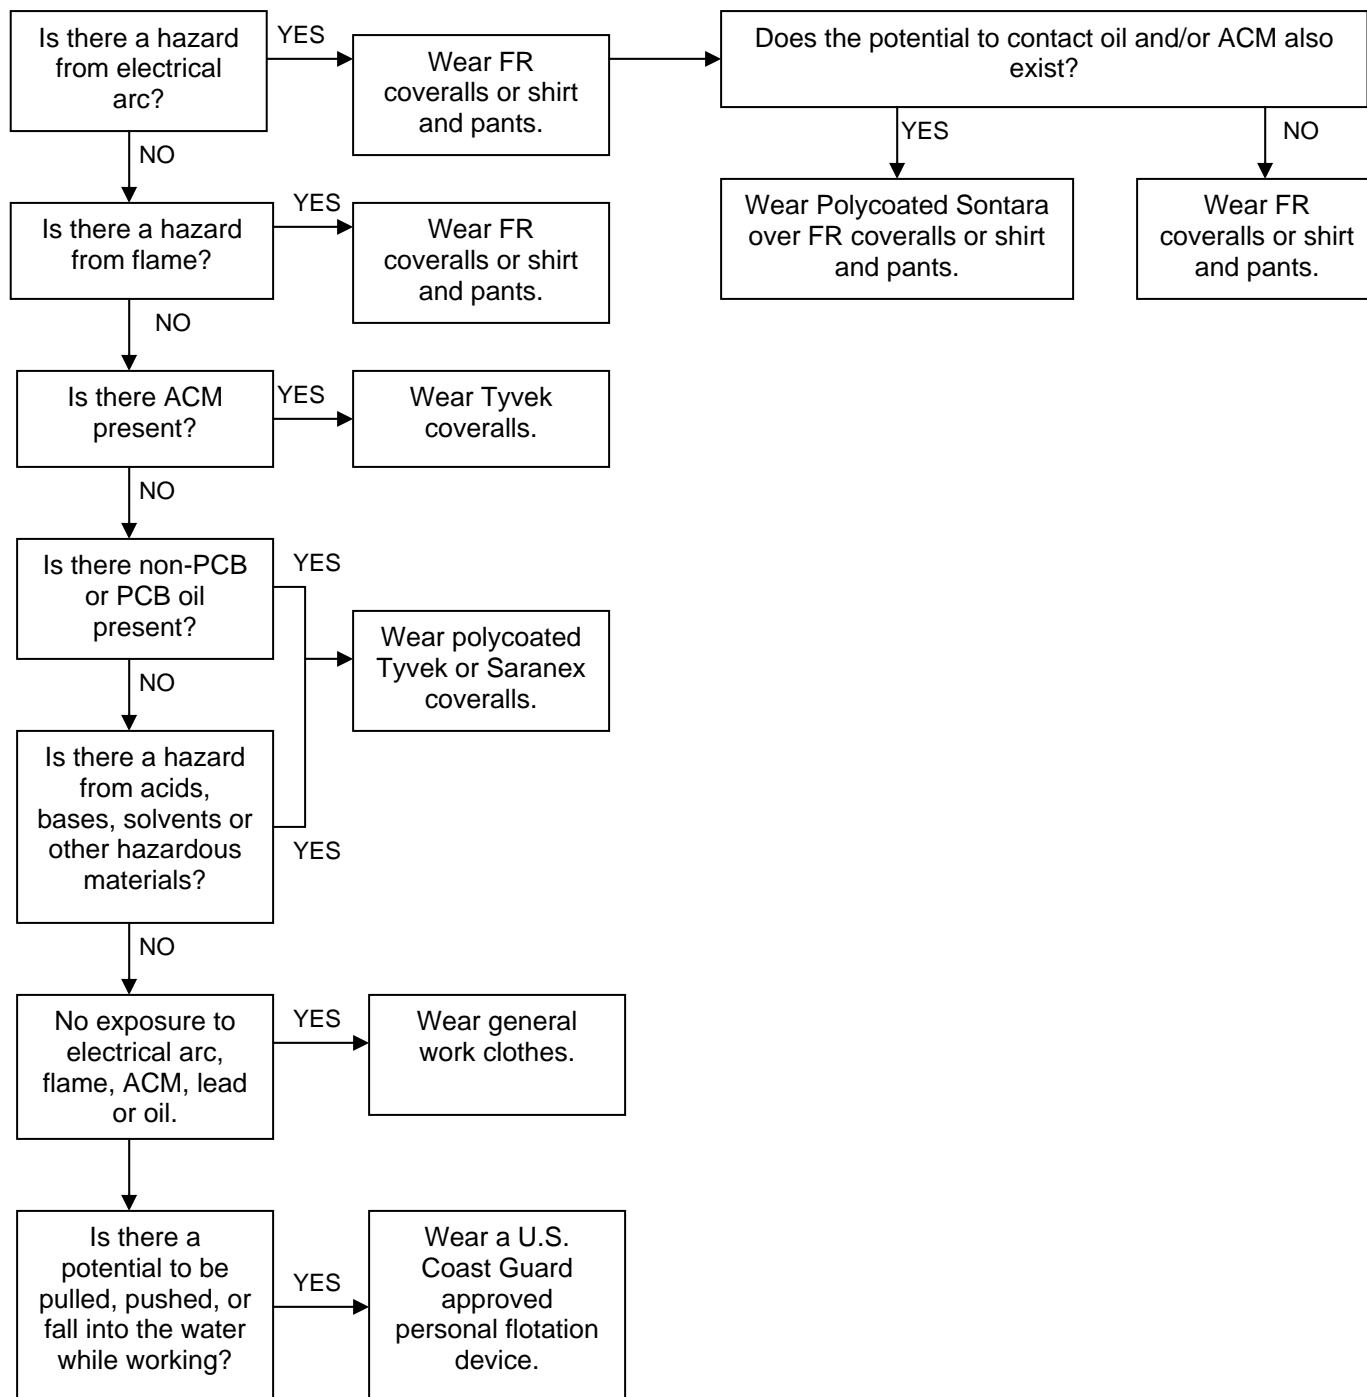 Is there a hazard
from electrical
arc?
YES
Wear FR
coveralls or shirt
and pants.
Does the potential to contact oil and/or ACM also
exist?
YES
NO
Wear Polycoated Sontara
over FR coveralls or shirt
and pants.
Wear FR
coveralls or shirt
and pants.
NO
Is there a hazard
from flame?
YES
Wear FR
coveralls or shirt
and pants.
NO
Is there ACM
present?
YES
Wear Tyvek
coveralls.
NO
Is there non-PCB
or PCB oil
present?
YES
Wear polycoated
Tyvek or Saranex
coveralls.
NO
Is there a hazard
from acids,
bases, solvents or
other hazardous
materials?
YES
NO
No exposure to
electrical arc,
flame, ACM, lead
or oil.
YES
Wear general
work clothes.
Is there a
potential to be
pulled, pushed, or
fall into the water
while working?
YES
Wear a U.S.
Coast Guard
approved
personal flotation
device.